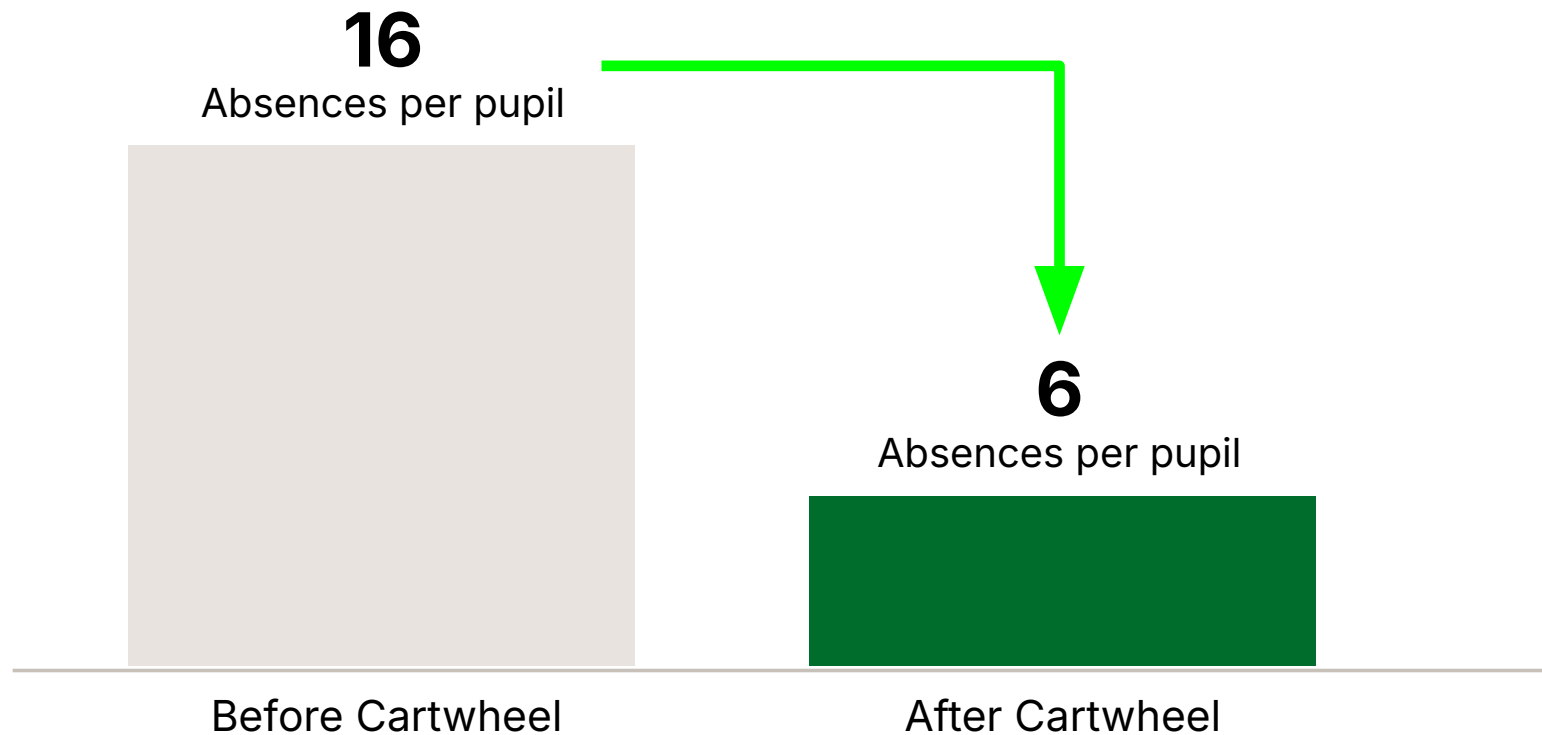 16
Absences per pupil
6
Absences per pupil
Before Cartwheel
After Cartwheel